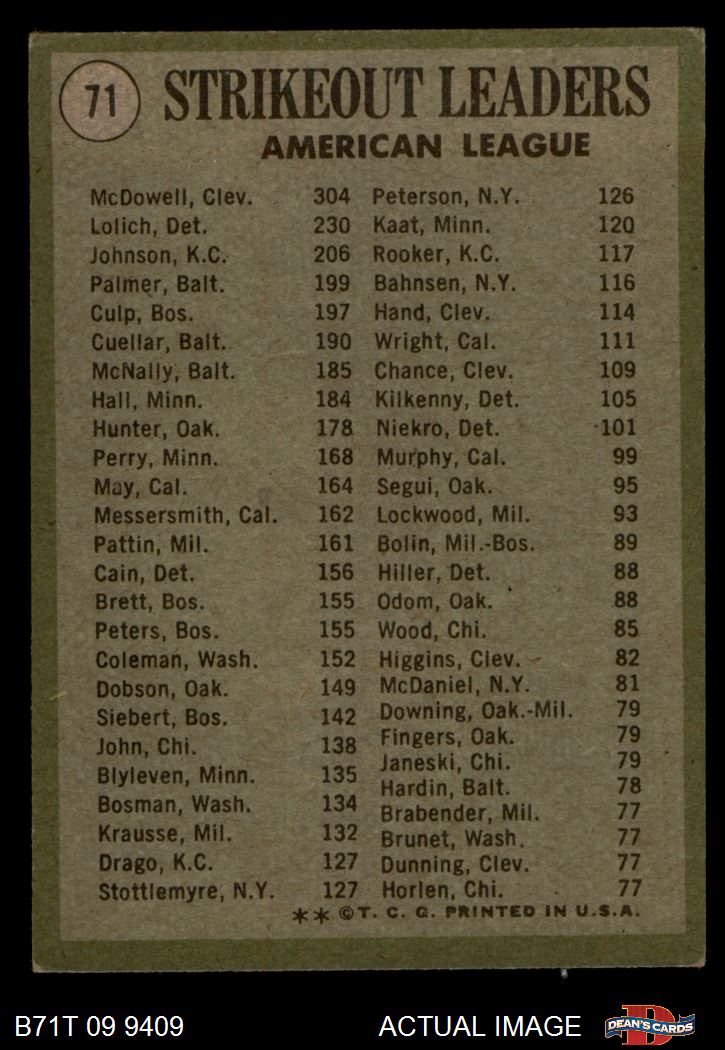 71 STRIKEOUT LEADERS
AMERICAN LEAGUE
McDowell, Clev. 304
Lolich, Det. 230
Johnson, K.C. 206
Palmer, Balt. 199
Culp, Bos. 197
Cuellar, Balt. 190
McNally, Balt. 185
Hall, Minn. 184
Hunter, Oak. 178
Perry, Minn. 168
May, Cal. 164
Messersmith, Cal. 162
Pattin, Mil. 161
Cain, Det. 156
Brett, Bos. 155
Peters, Bos. 155
Coleman, Wash. 152
Dobson, Oak. 149
Siebert, Bos. 142
John, Chi. 138
Blyleven, Minn. 135
Bosman, Wash. 134
Krausse, Mil. 132
Drago, K.C. 127
Stottlemyre, N.Y. 127
Peterson, N.Y. 126
Kaat, Minn. 120
Rooker, K.C. 117
Bahnsen, N.Y. 116
Hand, Clev. 114
Wright, Cal. 111
Chance, Clev. 109
Kilkenny, Det. 105
Niekro, Det. 101
Murphy, Cal. 99
Segui, Oak. 95
Lockwood, Mil. 93
Bolin, Mil.-Bos. 89
Hiller, Det. 88
Odom, Oak. 88
Wood, Chi. 85
Higgins, Clev. 82
McDaniel, N.Y. 81
Downing, Oak.-Mil. 79
Fingers, Oak. 79
Janeski, Chi. 79
Hardin, Balt. 78
Brabender, Mil. 77
Brunet, Wash. 77
Dunning, Clev. 77
Horlen, Chi. 77
** ©T. C. G. PRINTED IN U.S.A.
B71T 09 9409 ACTUAL IMAGE
D
DEAN'S CARDS